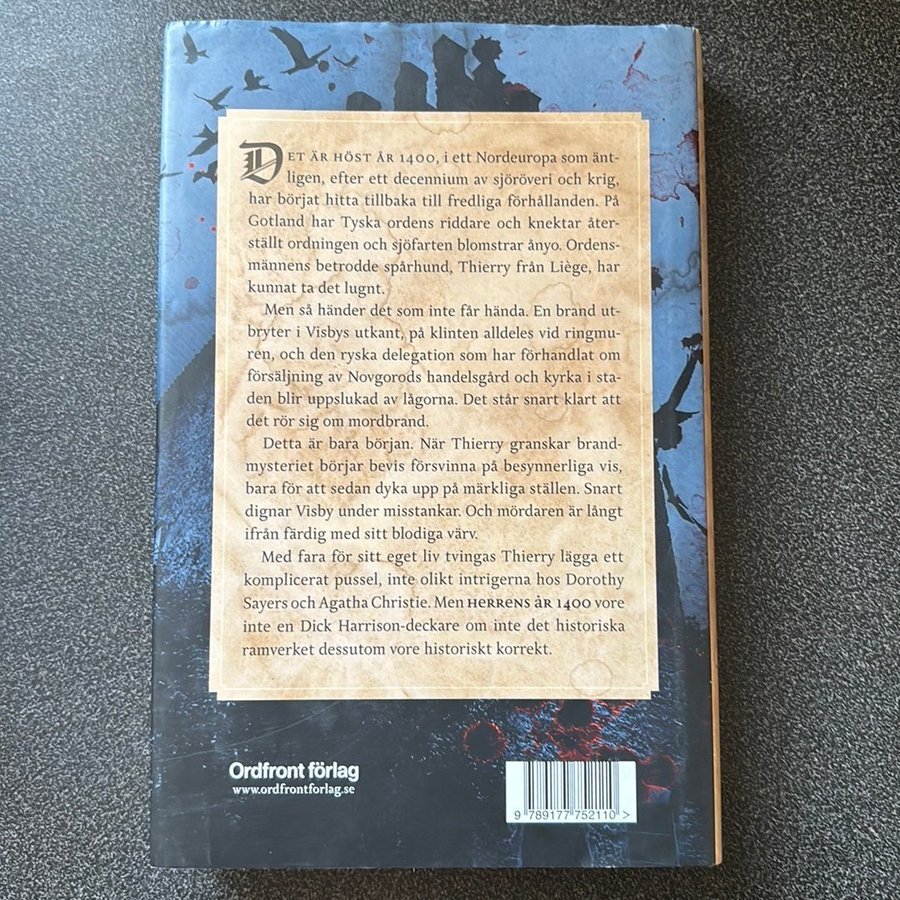 DET ÄR HÖST ÅR 1400, i ett Nordeuropa som änt-
ligen, efter ett decennium av sjöröveri och krig,
har börjat hitta tillbaka till fredliga förhållanden. På
Gotland har Tyska ordens riddare och knektar åter-
ställt ordningen och sjöfarten blomstrar ånyo. Ordens-
männens betrodde spårhund, Thierry från Liège, har
kunnat ta det lugnt.
Men så händer det som inte får hända. En brand ut-
bryter i Visbys utkant, på klinten alldeles vid ringmu-
ren, och den ryska delegation som har förhandlat om
försäljning av Novgorods handelsgård och kyrka i sta-
den blir uppslukad av lågorna. Det står snart klart att
det rör sig om mordbrand.
Detta är bara början. När Thierry granskar brand-
mysteriet börjar bevis försvinna på besynnerliga vis,
bara för att sedan dyka upp på märkliga ställen. Snart
dignar Visby under misstankar. Och mördaren är långt
ifrån färdig med sitt blodiga värv.
Med fara för sitt eget liv tvingas Thierry lägga ett
komplicerat pussel, inte olikt intrigerna hos Dorothy
Sayers och Agatha Christie. Men HERRENS ÅR 1400 vore
inte en Dick Harrison-deckare om inte det historiska
ramverket dessutom vore historiskt korrekt.
Ordfront förlag
www.ordfrontforlag.se
9 789177 752110 >